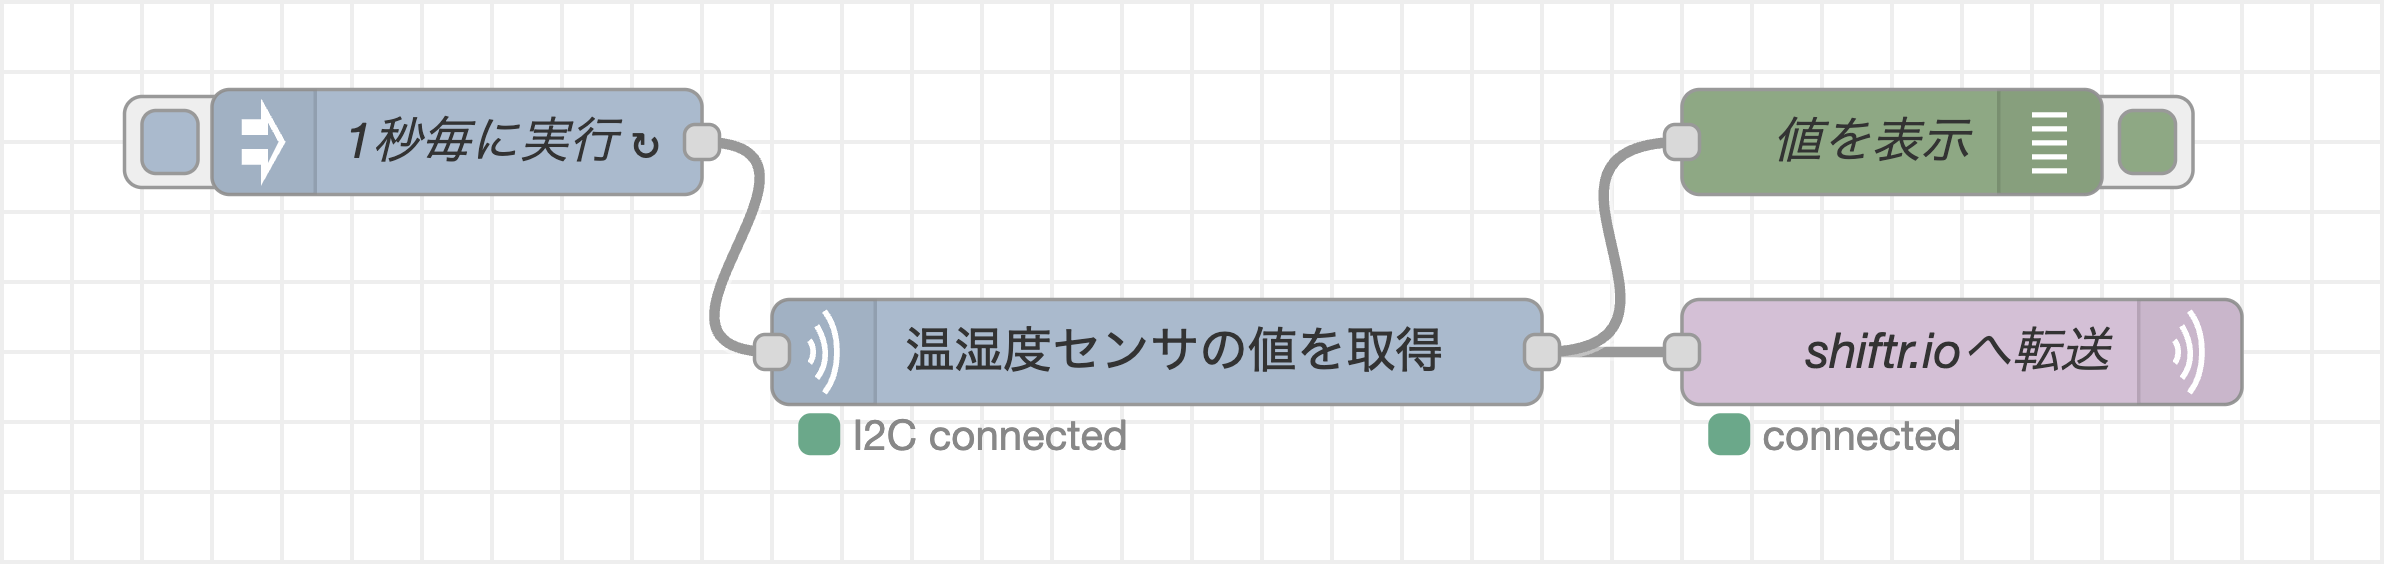 1秒毎に実行 ↻
値を表示
温湿度センサの値を取得
shiftr.ioへ転送
I2C connected
connected